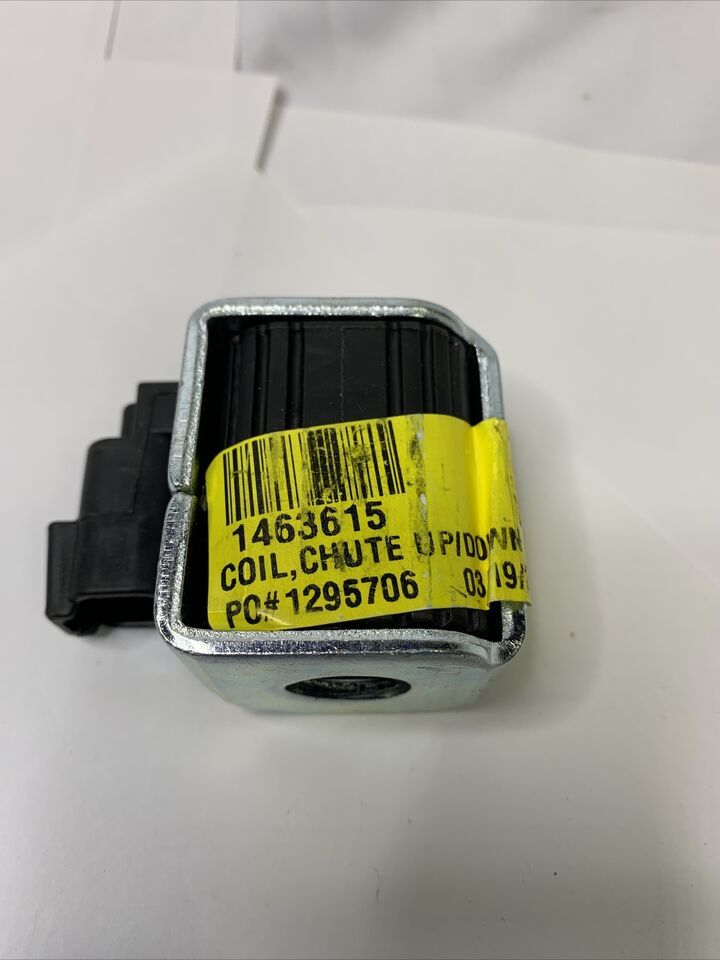 1463615
COIL,CHUTE UP/DOWN
PO#1295706 03/19/